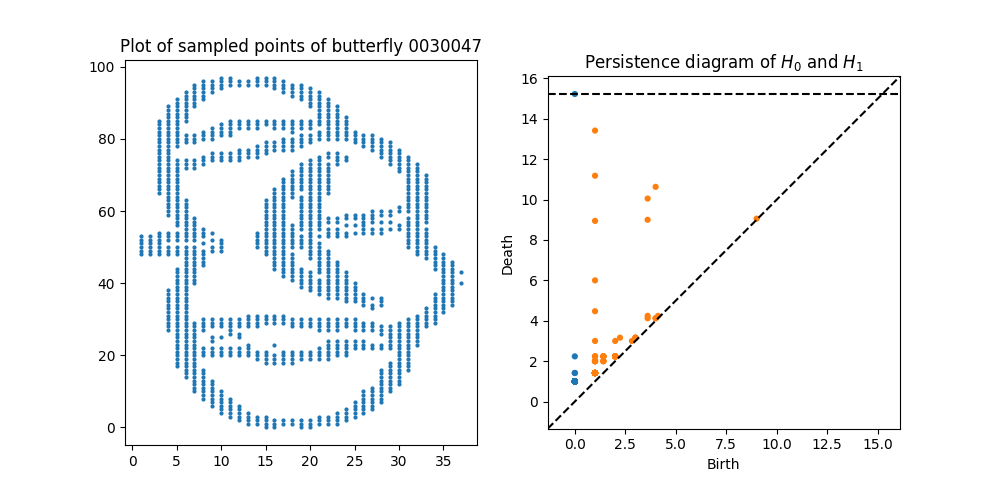 Plot of sampled points of butterfly 0030047
100
80
60
40
20
0
0 5 10 15 20 25 30 35
Persistence diagram of H₀ and H₁
16
14
12
10
8
6
4
2
0
0.0 2.5 5.0 7.5 10.0 12.5 15.0
Death
Birth